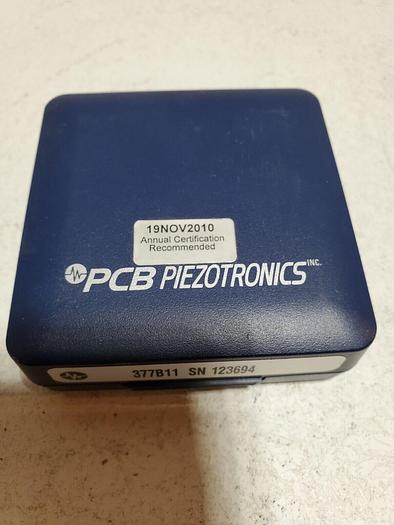 19NOV2010
Annual Certification
Recommended
PCB PIEZOTRONICS INC.
377B11 SN 123694